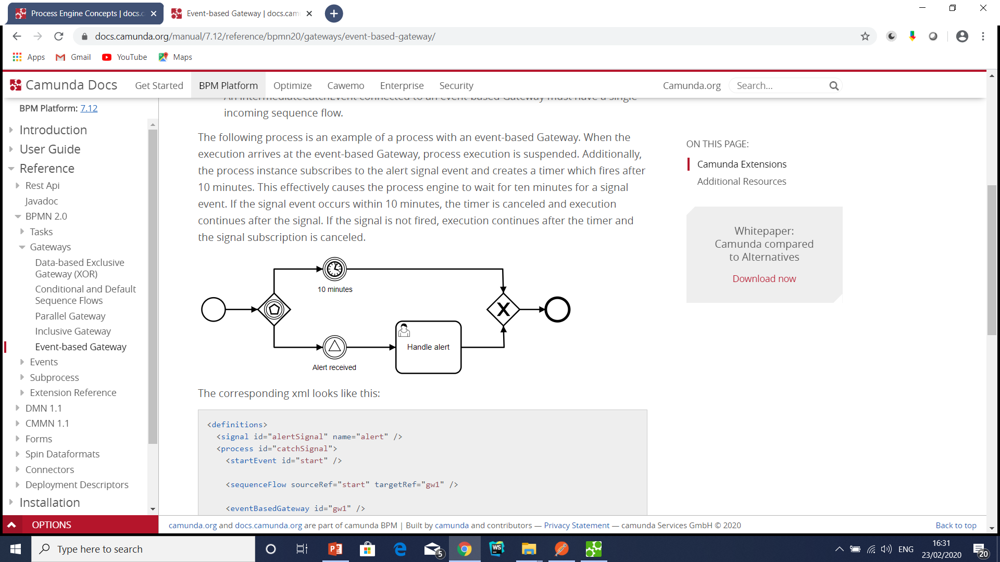 Process Engine Concepts | docs.c
Event-based Gateway | docs.cam
docs.camunda.org/manual/7.12/reference/bpmn20/gateways/event-based-gateway/
Apps
Gmail
YouTube
Maps
Camunda Docs
Get Started
BPM Platform
Optimize
Cawemo
Enterprise
Security
Camunda.org
Search...
BPM Platform: 7.12
Introduction
User Guide
Reference
Rest Api
Javadoc
BPMN 2.0
Tasks
Gateways
Data-based Exclusive
Gateway (XOR)
Conditional and Default
Sequence Flows
Parallel Gateway
Inclusive Gateway
Event-based Gateway
Events
Subprocess
Extension Reference
DMN 1.1
CMMN 1.1
Forms
Spin Dataformats
Connectors
Deployment Descriptors
Installation
OPTIONS
An IntermediateCatchEvent connected to an event-based Gateway must have a single
incoming sequence flow.
The following process is an example of a process with an event-based Gateway. When the
execution arrives at the event-based Gateway, process execution is suspended. Additionally,
the process instance subscribes to the alert signal event and creates a timer which fires after
10 minutes. This effectively causes the process engine to wait for ten minutes for a signal
event. If the signal event occurs within 10 minutes, the timer is canceled and execution
continues after the signal. If the signal is not fired, execution continues after the timer and
the signal subscription is canceled.
10 minutes
X
Handle alert
Alert received
The corresponding xml looks like this:
<definitions>
<signal id="alertSignal" name="alert" />
<process id="catchSignal">
<startEvent id="start" />
<sequenceFlow sourceRef="start" targetRef="gw1" />
<eventBasedGateway id="gw1" />
ON THIS PAGE:
Camunda Extensions
Additional Resources
Whitepaper:
Camunda compared
to Alternatives
Download now
camunda.org and docs.camunda.org are part of camunda BPM | Built by camunda and contributors — Privacy Statement — camunda Services GmbH © 2020
Back to top
Type here to search
P
5
WS
ENG
16:31
23/02/2020
20